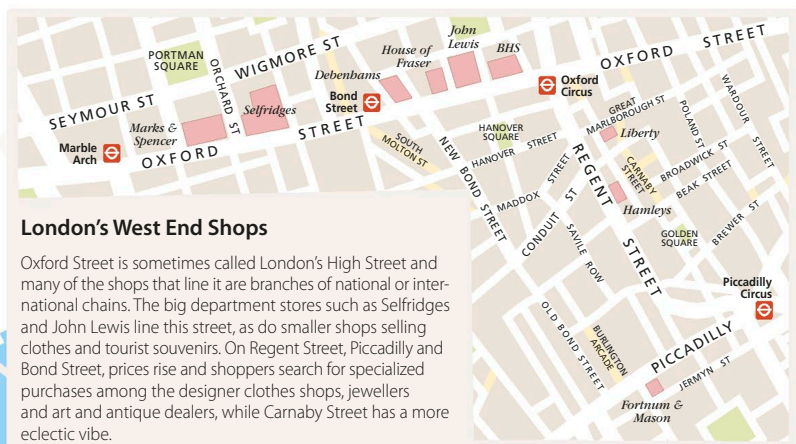 PORTMAN
SQUARE
ORCHARD ST
WIGMORE ST
SEYMOUR ST
Marks &
Spencer
Selfridges
Marble
Arch
OXFORD STREET
Debenhams
Bond
Street
House of
Fraser
John
Lewis
BHS
OXFORD STREET
Oxford
Circus
SOUTH
MOLTON ST
NEW BOND STREET
HANOVER
SQUARE
HANOVER STREET
MADDOX STREET
CONDUIT ST
SAVILE ROW
REGENT STREET
GREAT
MARLBOROUGH ST
Liberty
CARNABY
STREET
POLAND ST
WARDOUR STREET
BROADWICK ST
BEAK STREET
Hamleys
GOLDEN
SQUARE
BREWER ST
Piccadilly
Circus
OLD BOND STREET
BURLINGTON
ARCADE
PICCADILLY
JERMYN ST
Fortnum &
Mason
London's West End Shops
Oxford Street is sometimes called London's High Street and
many of the shops that line it are branches of national or inter-
national chains. The big department stores such as Selfridges
and John Lewis line this street, as do smaller shops selling
clothes and tourist souvenirs. On Regent Street, Piccadilly and
Bond Street, prices rise and shoppers search for specialized
purchases among the designer clothes shops, jewellers
and art and antique dealers, while Carnaby Street has a more
eclectic vibe.